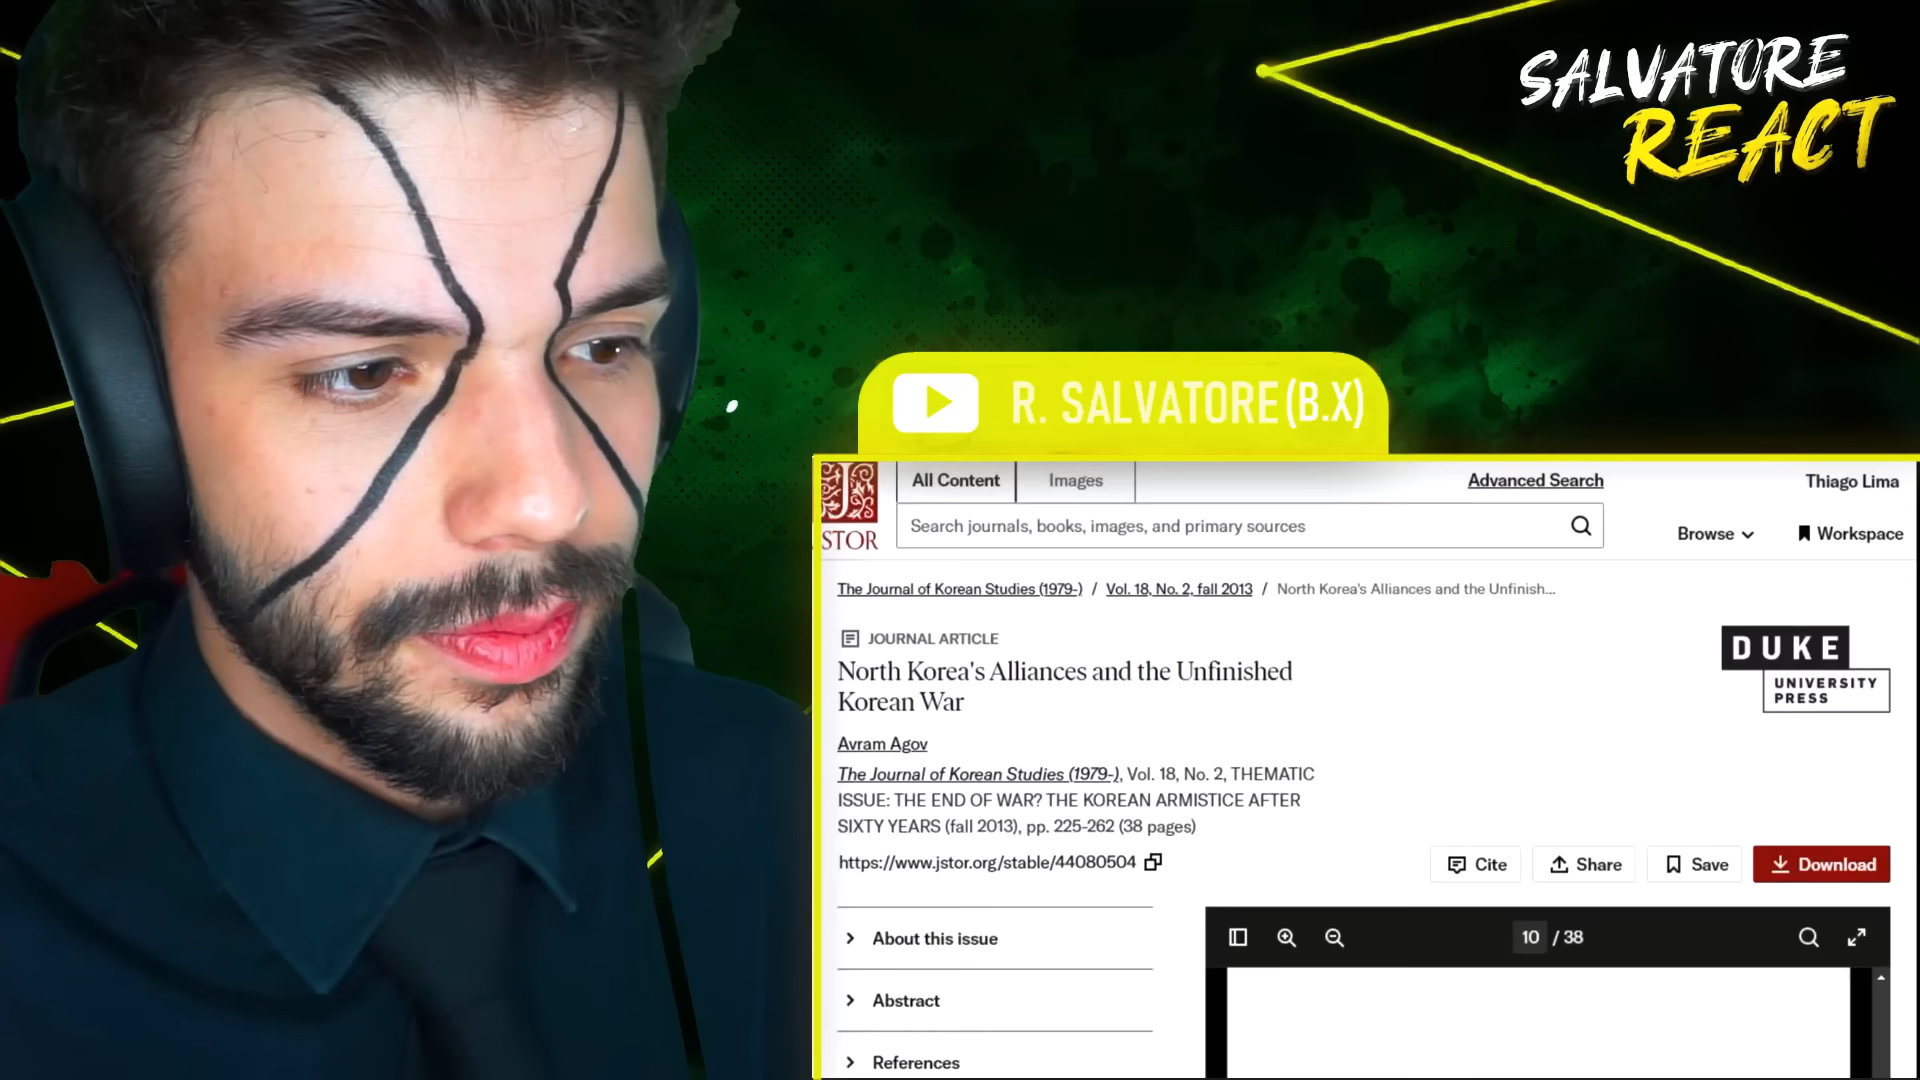 SALVATORE
REACT
R. SALVATORE(B.X)
JSTOR
All Content
Images
Advanced Search
Thiago Lima
Search journals, books, images, and primary sources
Browse
Workspace
The Journal of Korean Studies (1979-) / Vol. 18, No. 2, fall 2013 / North Korea's Alliances and the Unfinish...
JOURNAL ARTICLE
North Korea's Alliances and the Unfinished
Korean War
DUKE
UNIVERSITY
PRESS
Avram Agov
The Journal of Korean Studies (1979-), Vol. 18, No. 2, THEMATIC
ISSUE: THE END OF WAR? THE KOREAN ARMISTICE AFTER
SIXTY YEARS (fall 2013), pp. 225-262 (38 pages)
https://www.jstor.org/stable/44080504
Cite
Share
Save
Download
About this issue
10 / 38
Abstract
References